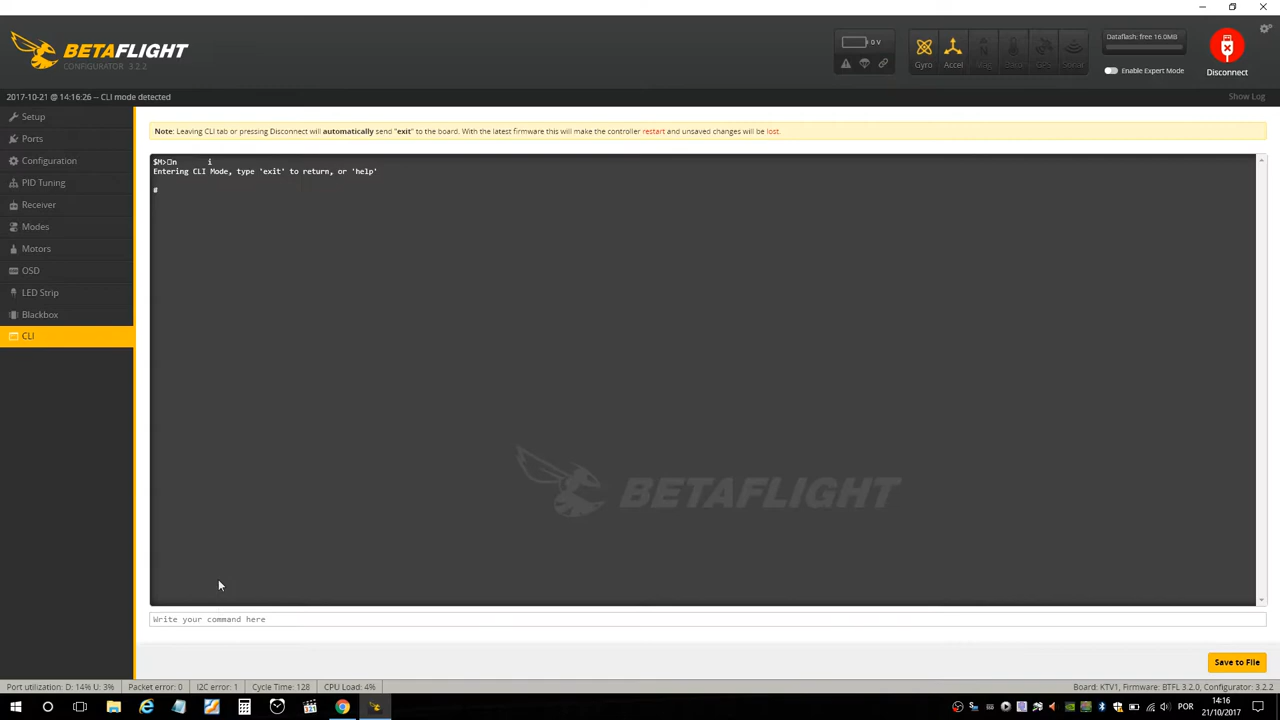 BETAFLIGHT
CONFIGURATOR 3.2.2
0 V
Gyro
Accel
Mag
Baro
GPS
Sonar
Dataflash: free 16.0MB
Enable Expert Mode
Disconnect
2017-10-21 @ 14:16:26 -- CLI mode detected
Show Log
Setup
Ports
Configuration
PID Tuning
Receiver
Modes
Motors
OSD
LED Strip
Blackbox
CLI
Note: Leaving CLI tab or pressing Disconnect will automatically send "exit" to the board. With the latest firmware this will make the controller restart and unsaved changes will be lost.
$M>□n i
Entering CLI Mode, type 'exit' to return, or 'help'
#
BETAFLIGHT
Write your command here
Save to File
Port utilization: D: 14% U: 3%
Packet error: 0
I2C error: 1
Cycle Time: 128
CPU Load: 4%
Board: KTV1, Firmware: BTFL 3.2.0, Configurator: 3.2.2
POR
14:16
21/10/2017